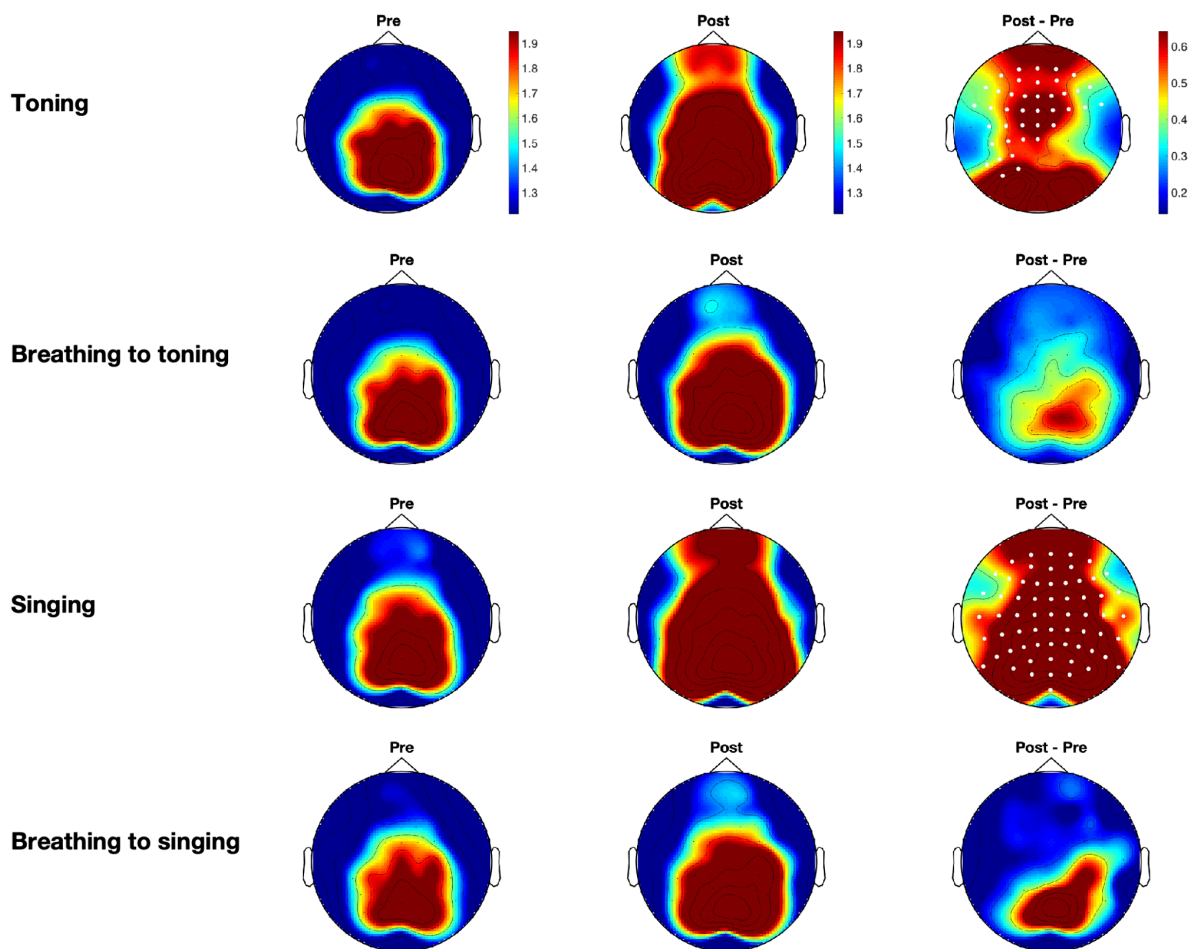 Pre
Post
Post - Pre
1.9
1.8
1.7
1.6
1.5
1.4
1.3
1.9
1.8
1.7
1.6
1.5
1.4
1.3
0.6
0.5
0.4
0.3
0.2
Toning
Pre
Post
Post - Pre
Breathing to toning
Pre
Post
Post - Pre
Singing
Pre
Post
Post - Pre
Breathing to singing